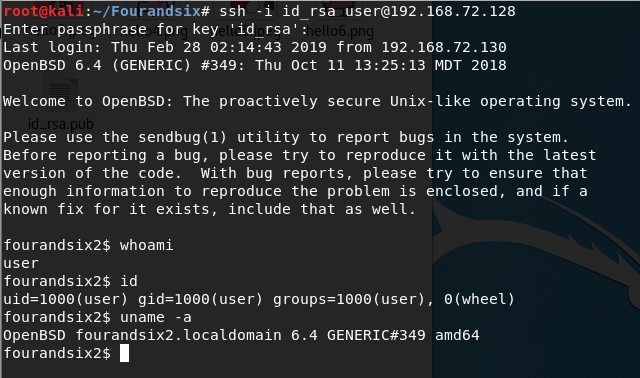 root@kali:~/Fourandsix# ssh -i id_rsa user@192.168.72.128
Enter passphrase for key 'id_rsa':
Last login: Thu Feb 28 02:14:43 2019 from 192.168.72.130
OpenBSD 6.4 (GENERIC) #349: Thu Oct 11 13:25:13 MDT 2018
Welcome to OpenBSD: The proactively secure Unix-like operating system.
id_rsa.pub
Please use the sendbug(1) utility to report bugs in the system.
Before reporting a bug, please try to reproduce it with the latest
version of the code.  With bug reports, please try to ensure that
enough information to reproduce the problem is enclosed, and if a
known fix for it exists, include that as well.
fourandsix2$ whoami
user
fourandsix2$ id
uid=1000(user) gid=1000(user) groups=1000(user), 0(wheel)
fourandsix2$ uname -a
OpenBSD fourandsix2.localdomain 6.4 GENERIC#349 amd64
fourandsix2$